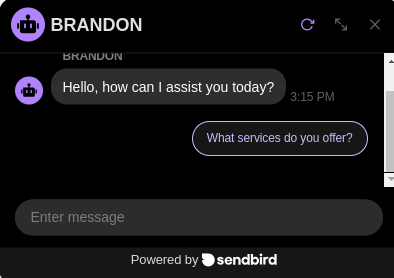 BRANDON
BRANDON
Hello, how can I assist you today?
3:15 PM
What services do you offer?
Enter message
Powered by sendbird